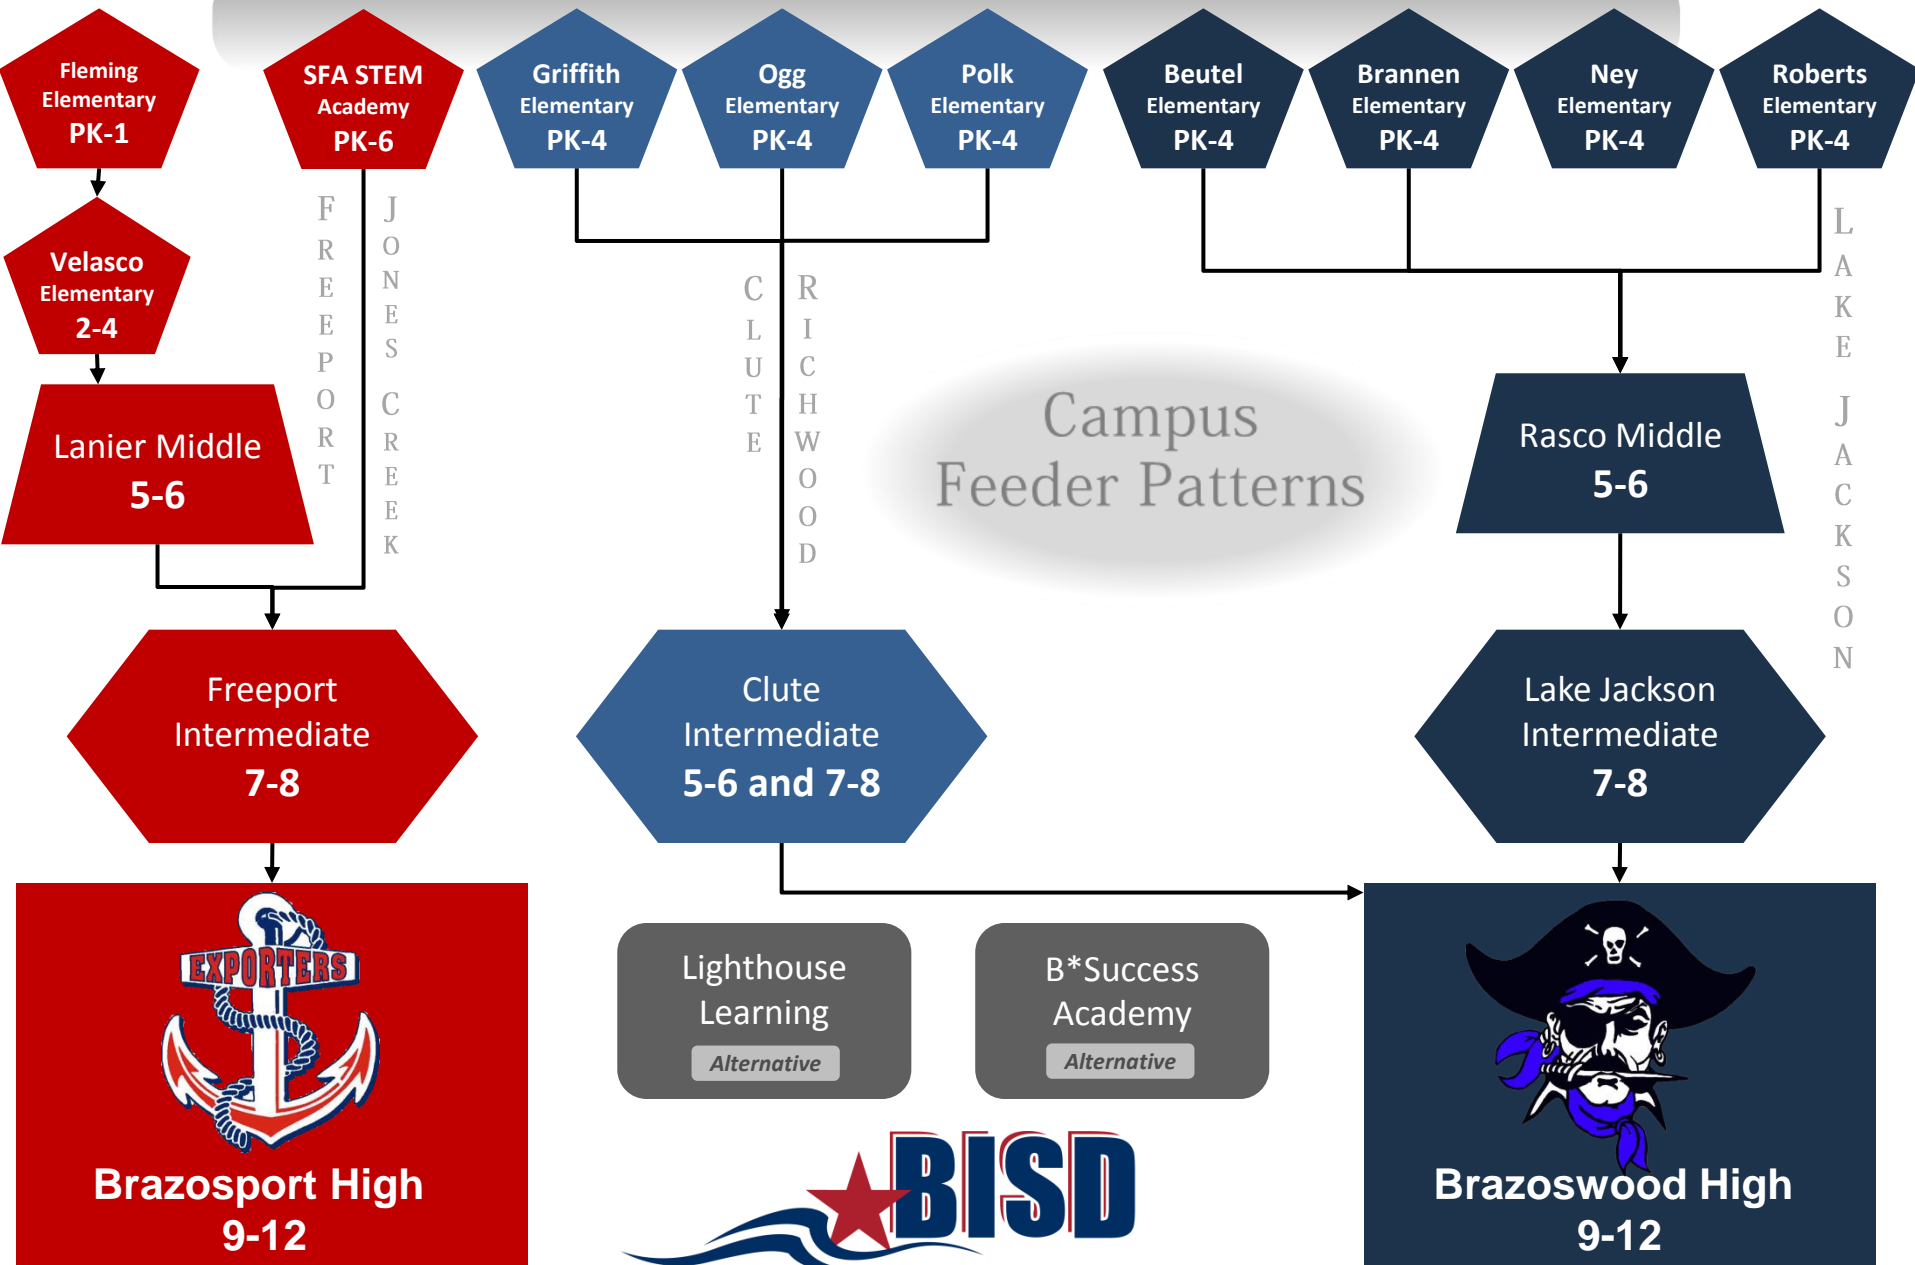 Fleming
Elementary
PK-1
SFA STEM
Academy
PK-6
Griffith
Elementary
PK-4
Ogg
Elementary
PK-4
Polk
Elementary
PK-4
Beutel
Elementary
PK-4
Brannen
Elementary
PK-4
Ney
Elementary
PK-4
Roberts
Elementary
PK-4
Velasco
Elementary
2-4
FREEPORT
JONES CREEK
CLUTE
RICHWOOD
LAKE JACKSON
Campus
Feeder Patterns
Lanier Middle
5-6
Rasco Middle
5-6
Freeport
Intermediate
7-8
Clute
Intermediate
5-6 and 7-8
Lake Jackson
Intermediate
7-8
EXPORTERS
Brazosport High
9-12
Lighthouse
Learning
Alternative
B*Success
Academy
Alternative
BISD
Brazoswood High
9-12